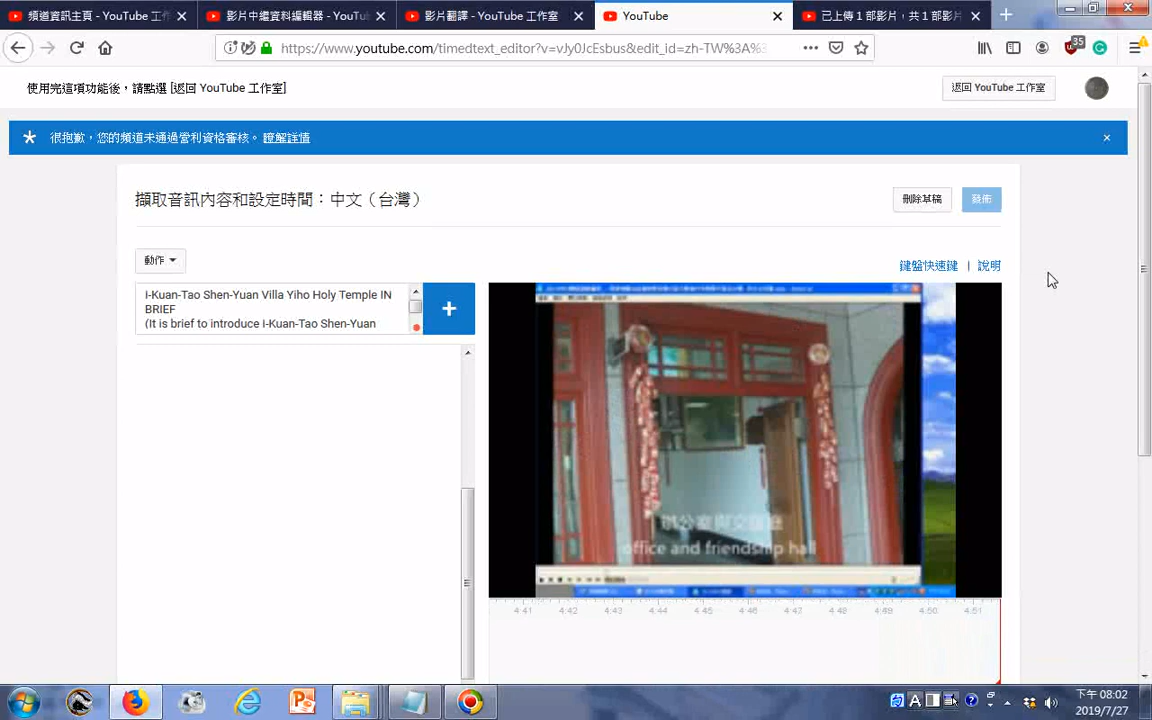 頻道資訊主頁 - YouTube 工作
影片中繼資料編輯器 - YouTu
影片翻譯 - YouTube 工作室
YouTube
已上傳 1 部影片，共 1 部影片
https://www.youtube.com/timedtext_editor?v=vJy0JcEsbus&edit_id=zh-TW%3A%3
35
使用完這項功能後，請點選 [返回 YouTube 工作室]
返回 YouTube 工作室
很抱歉，您的頻道未通過營利資格審核。 瞭解詳情
擷取音訊內容和設定時間：中文（台灣）
刪除草稿
發佈
動作
鍵盤快速鍵 | 說明
I-Kuan-Tao Shen-Yuan Villa Yiho Holy Temple IN
BRIEF
(It is brief to introduce I-Kuan-Tao Shen-Yuan
office and friendship hall
4:41 4:42 4:43 4:44 4:45 4:46 4:47 4:48 4:49 4:50 4:51
下午 08:02
2019/7/27